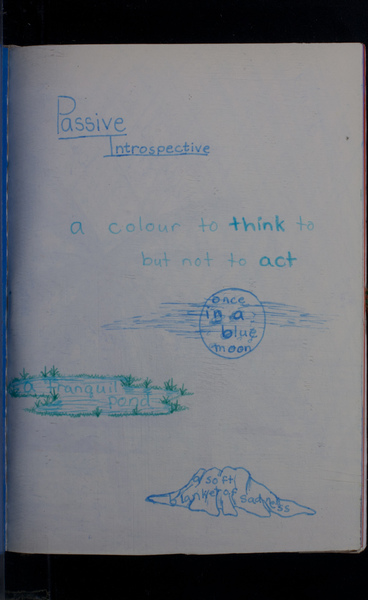 Passive
Introspective
a colour to think to
but not to act
once
in a
blue
moon
a tranquil
pond
a soft
blanket of sadness